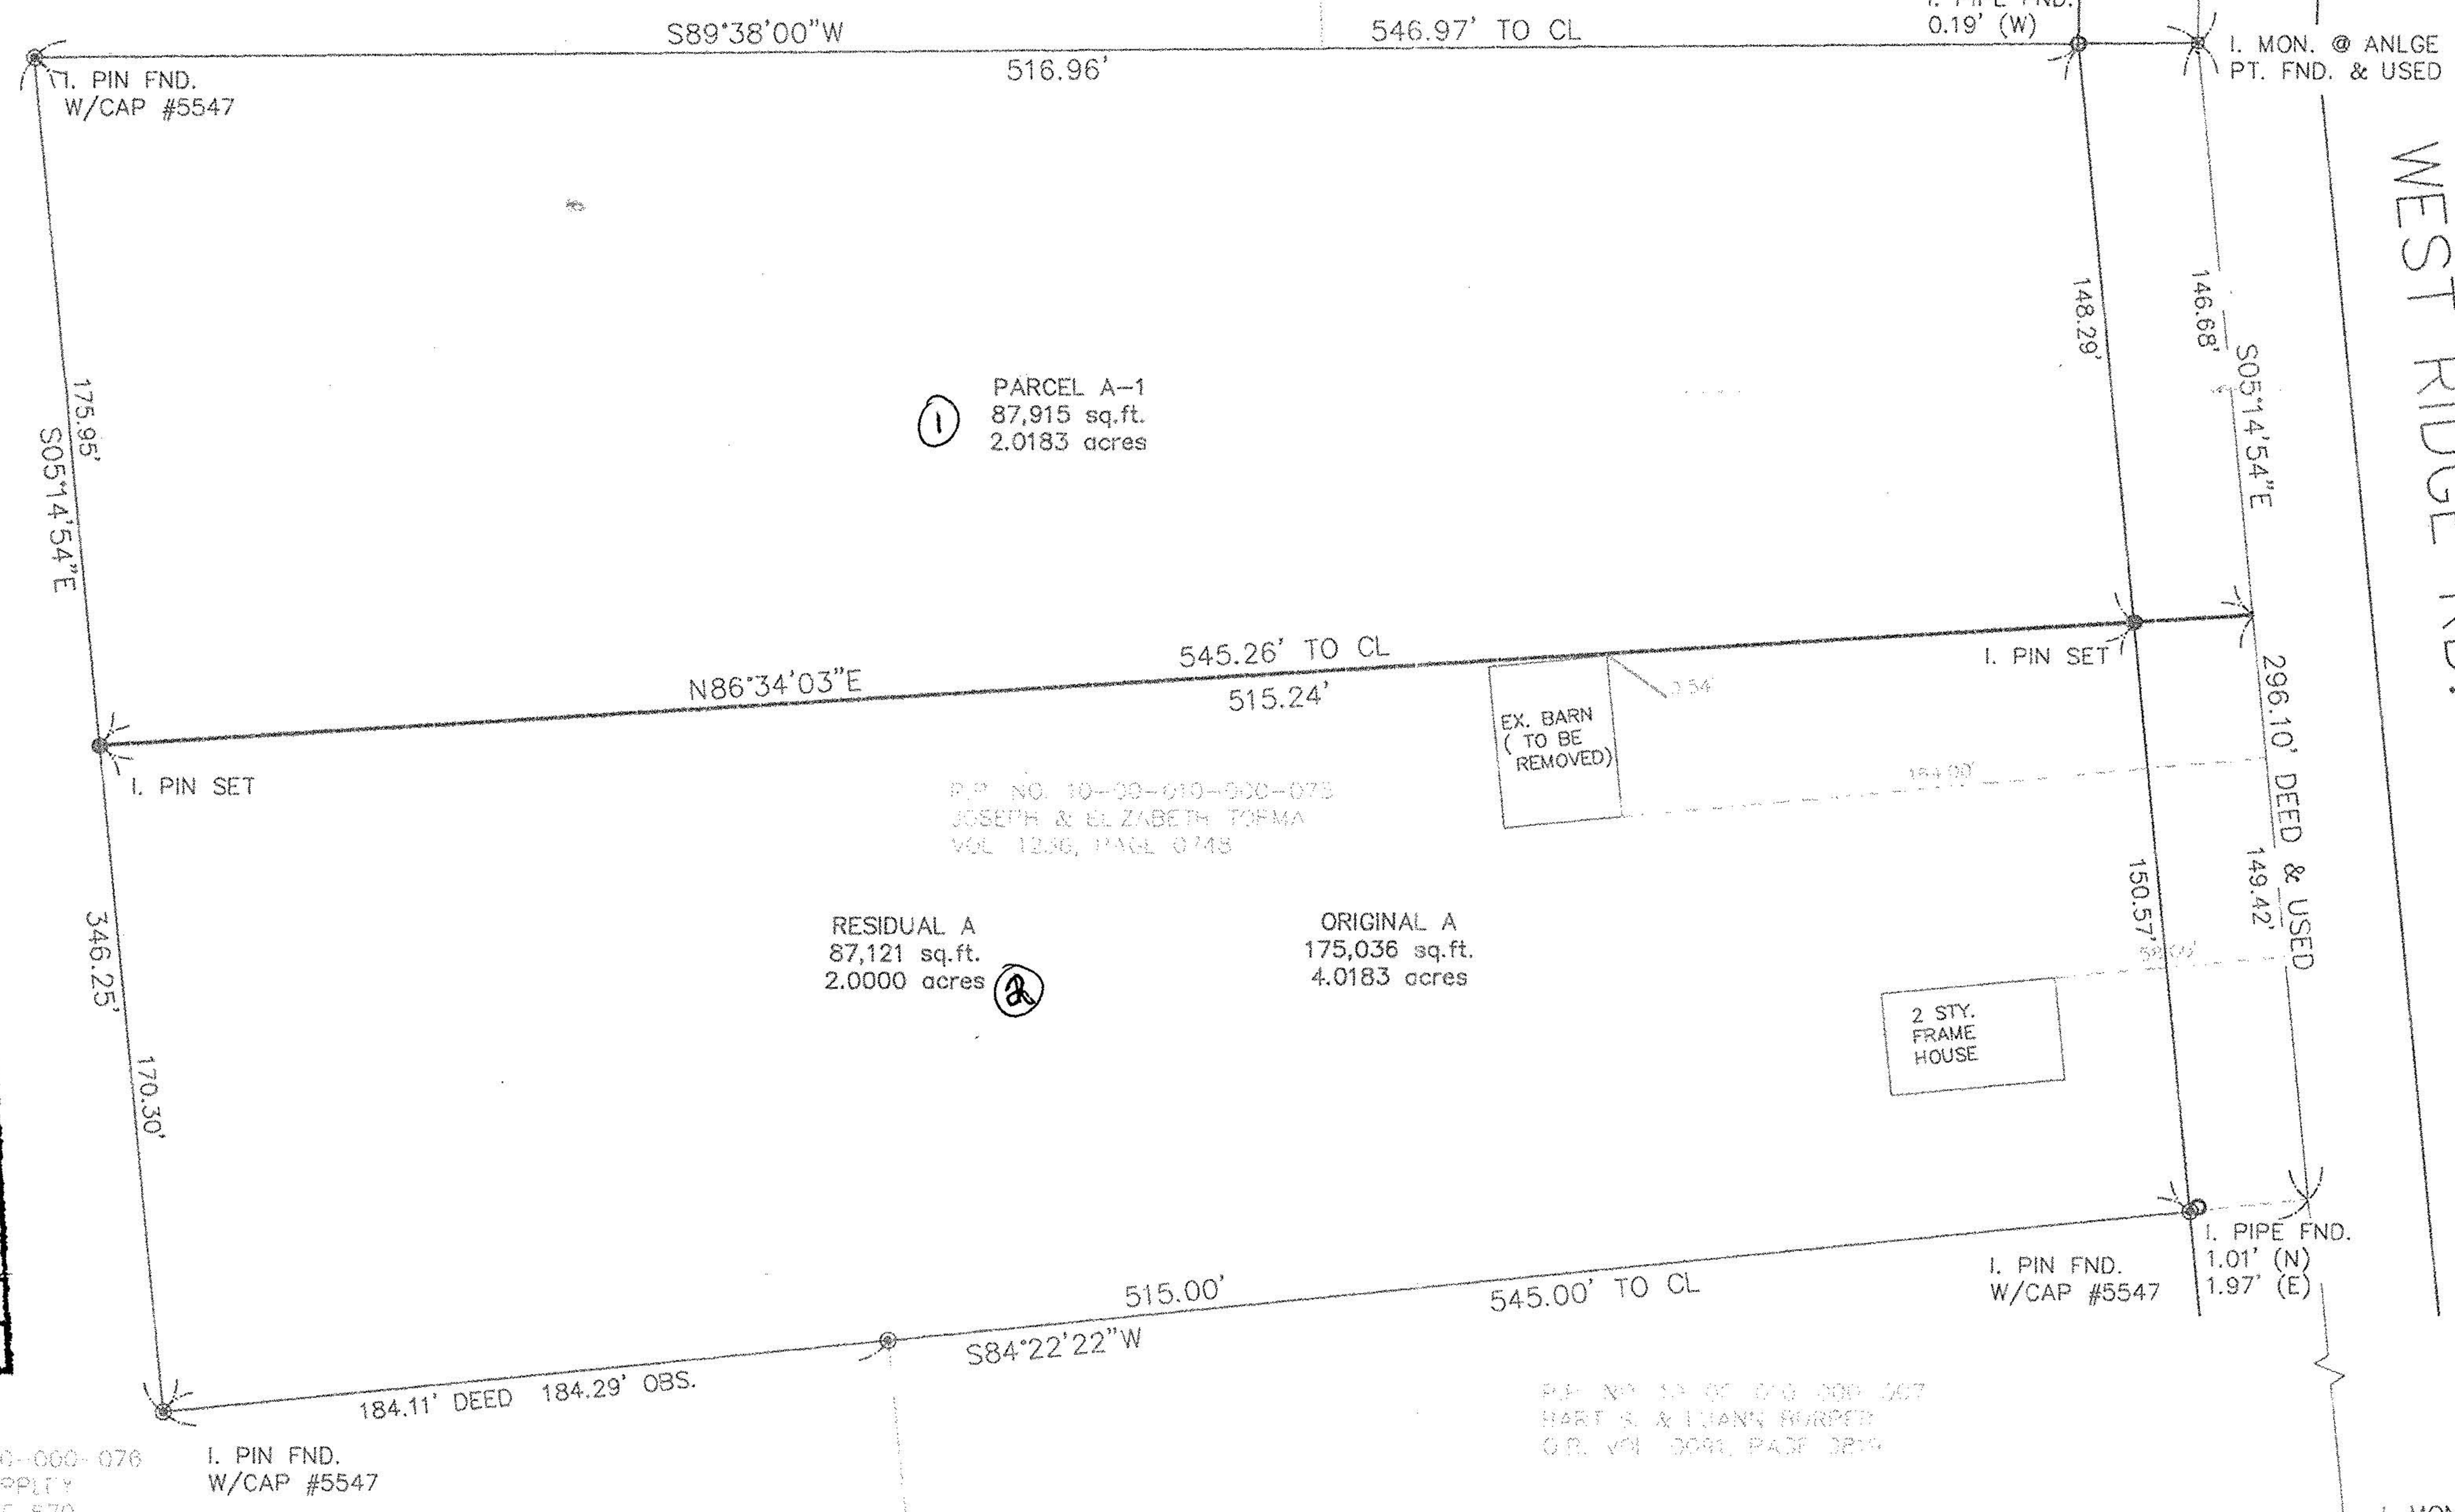 S89°38'00"W
546.97' TO CL
516.96'
0.19' (W)
I. MON. @ ANLGE
PT. FND. & USED
I. PIN FND.
W/CAP #5547
WEST RIDGE RD.
148.29'
146.68'
S05°14'54"E
175.95'
S05°14'54"E
1
PARCEL A-1
87,915 sq.ft.
2.0183 acres
545.26' TO CL
N86°34'03"E
515.24'
I. PIN SET
I. PIN SET
EX. BARN
( TO BE
REMOVED)
296.10' DEED & USED
JOSEPH & ELIZABETH TORMA
149.42'
150.57'
346.25'
170.30'
RESIDUAL A
87,121 sq.ft.
2.0000 acres
2
ORIGINAL A
175,036 sq.ft.
4.0183 acres
2 STY.
FRAME
HOUSE
I. PIPE FND.
1.01' (N)
1.97' (E)
I. PIN FND.
W/CAP #5547
515.00'
545.00' TO CL
S84°22'22"W
184.11' DEED 184.29' OBS.
I. PIN FND.
W/CAP #5547